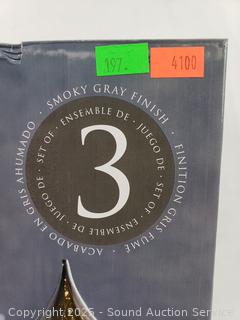 197.
4100
SMOKY GRAY FINISH · FINITION GRIS FUMÉ · ACABADO EN GRIS AHUMADO ·
SET OF · ENSEMBLE DE · JUEGO DE · SET OF · ENSEMBLE DE · JUEGO DE ·
3
Copyright 2025 - Sound Auction Service